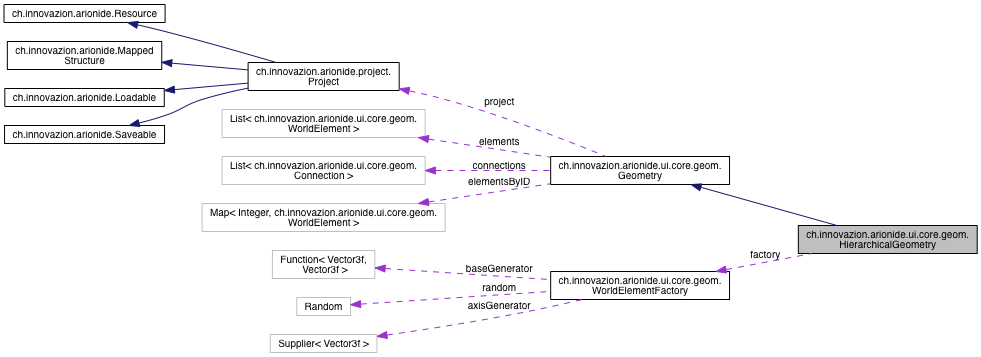 ch.innovazion.arionide.Resource
ch.innovazion.arionide.Mapped
Structure
ch.innovazion.arionide.Loadable
ch.innovazion.arionide.Saveable
ch.innovazion.arionide.project.
Project
List< ch.innovazion.arionide.ui.core.geom.
WorldElement >
List< ch.innovazion.arionide.ui.core.geom.
Connection >
Map< Integer, ch.innovazion.arionide.ui.core.geom.
WorldElement >
Function< Vector3f,
Vector3f >
Random
Supplier< Vector3f >
project
elements
connections
elementsByID
baseGenerator
random
axisGenerator
ch.innovazion.arionide.ui.core.geom.
Geometry
ch.innovazion.arionide.ui.core.geom.
WorldElementFactory
factory
ch.innovazion.arionide.ui.core.geom.
HierarchicalGeometry